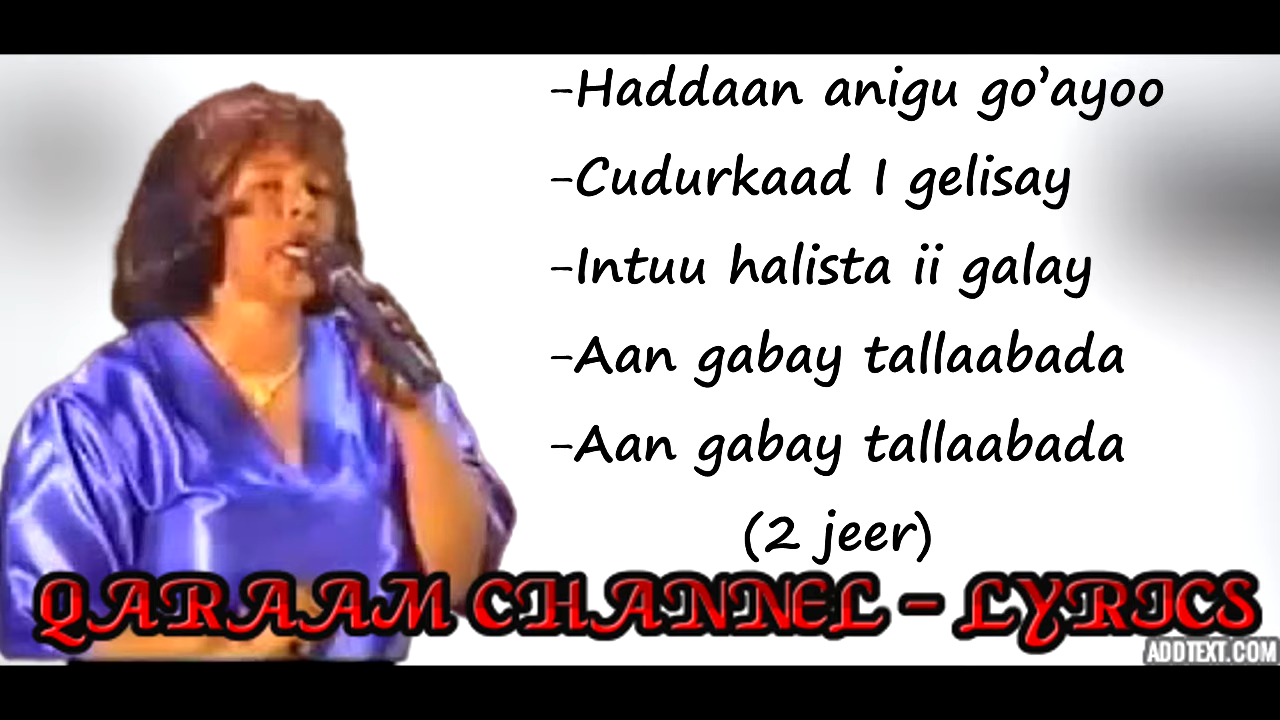 -Haddaan anigu go’ayoo
-Cudurkaad I gelisay
-Intuu halista ii galay
-Aan gabay tallaabada
-Aan gabay tallaabada
(2 jeer)
QARAAM CHANNEL - LYRICS
ADDTEXT.COM